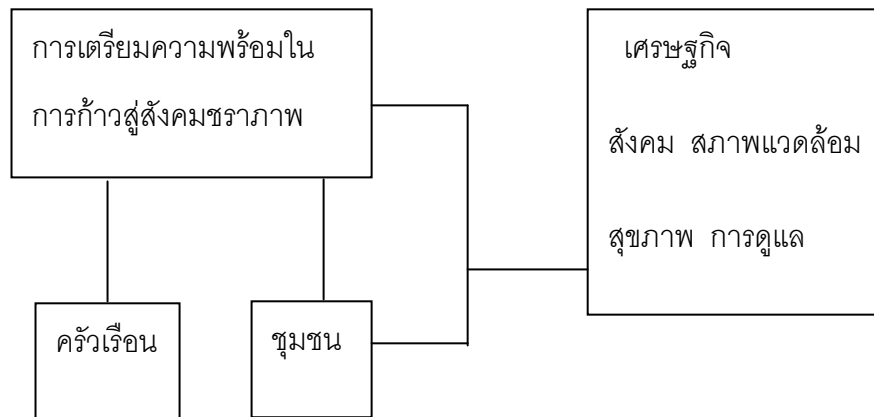 การเตรียมความพร้อมใน
การก้าวสู่สังคมชราภาพ
ครัวเรือน
ชุมชน
เศรษฐกิจ
สังคม สภาพแวดล้อม
สุขภาพ การดูแล